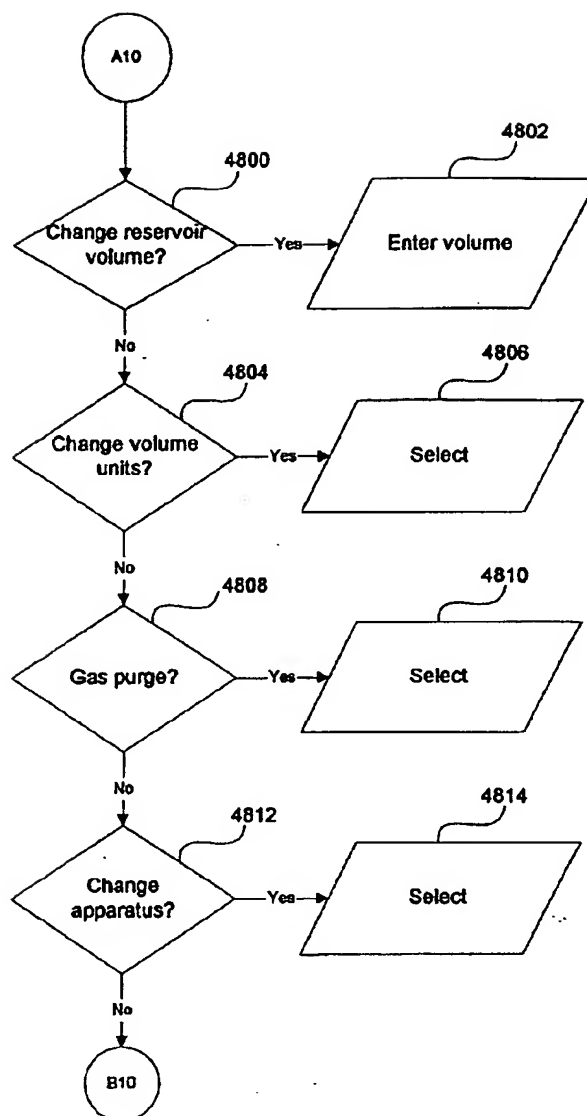 A10
4800
4802
Change reservoir
volume?
Yes
Enter volume
No
4804
4806
Change volume
units?
Yes
Select
No
4808
4810
Gas purge?
Yes
Select
No
4812
4814
Change
apparatus?
Yes
Select
No
B10